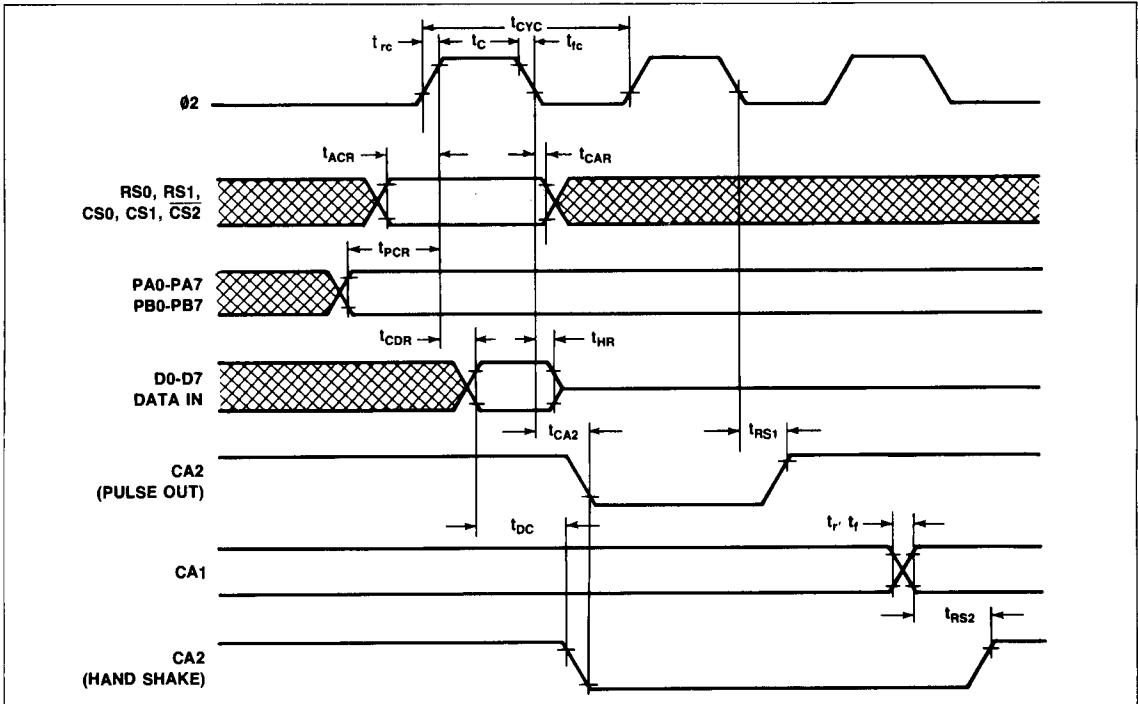 tCYC
trc tC tfc
Ø2
tACR tCAR
RS0, RS1,
CS0, CS1, C̅S̅2̅
tPCR
PA0-PA7
PB0-PB7
tCDR tHR
D0-D7
DATA IN
tCA2 tRS1
CA2
(PULSE OUT)
tDC tr, tf
CA1
tRS2
CA2
(HAND SHAKE)